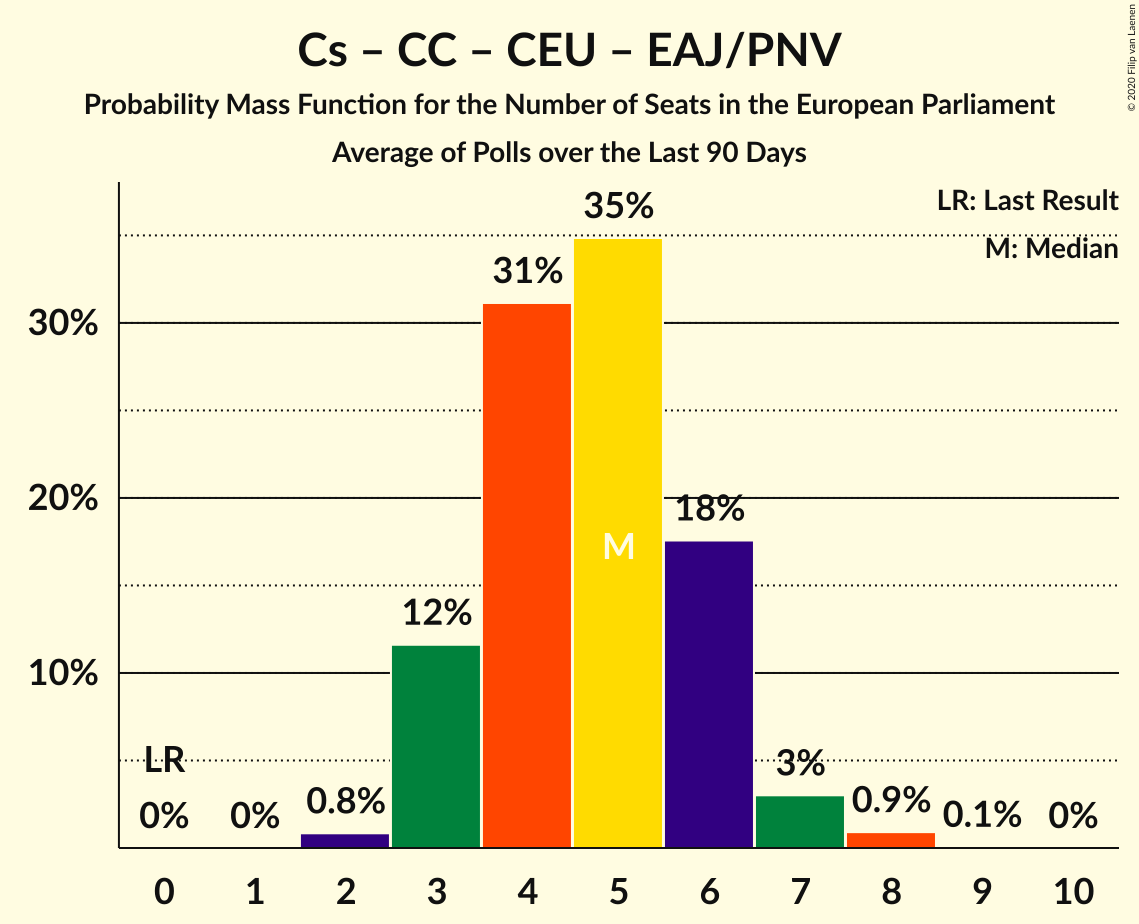 Cs – CC – CEU – EAJ/PNV
Probability Mass Function for the Number of Seats in the European Parliament
Average of Polls over the Last 90 Days
© 2020 Filip van Laenen
LR: Last Result
M: Median
35%
31%
30%
20%
18%
M
12%
10%
LR
3%
0%
0%
0.8%
0.9%
0.1%
0%
0 1 2 3 4 5 6 7 8 9 10